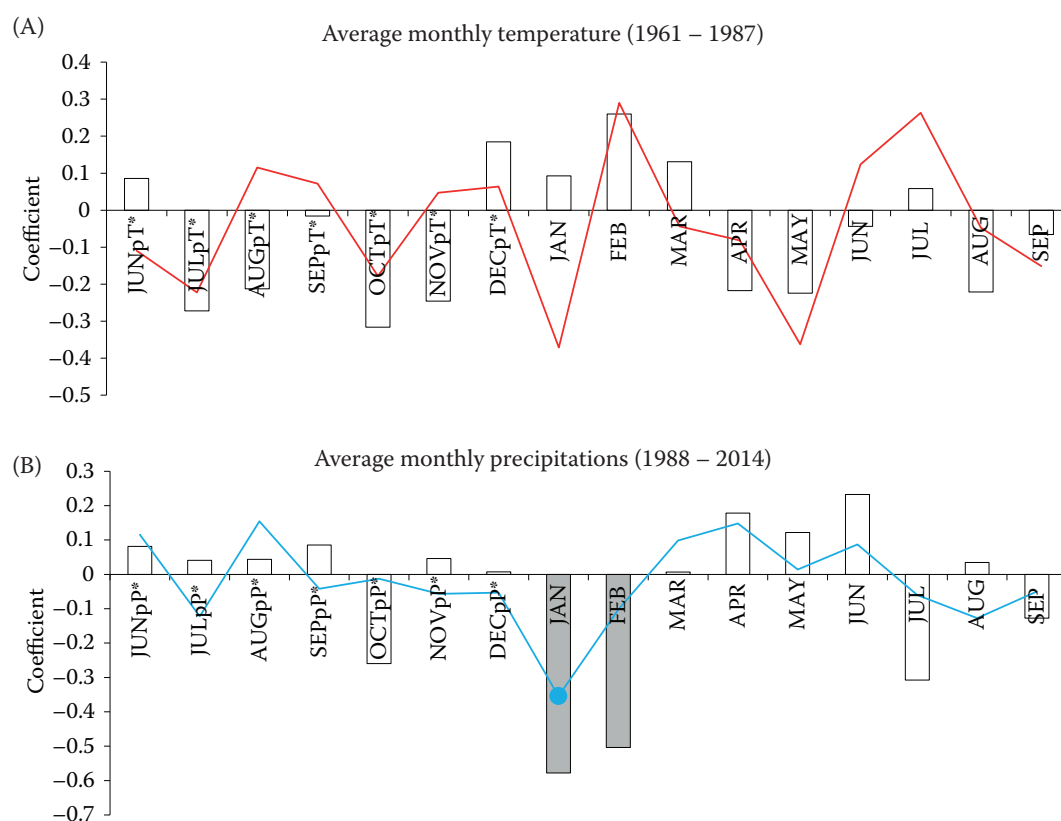 (A)
Average monthly temperature (1961 – 1987)
0.4
0.3
0.2
0.1
0
−0.1
−0.2
−0.3
−0.4
−0.5
Coefficient
JUNpT*
JULpT*
AUGpT*
SEPpT*
OCTpT*
NOVpT*
DECpT*
JAN
FEB
MAR
APR
MAY
JUN
JUL
AUG
SEP
(B)
Average monthly precipitations (1988 – 2014)
0.3
0.2
0.1
0
−0.1
−0.2
−0.3
−0.4
−0.5
−0.6
−0.7
Coefficient
JUNpP*
JULpP*
AUGpP*
SEPpP*
OCTpP*
NOVpP*
DECpP*
JAN
FEB
MAR
APR
MAY
JUN
JUL
AUG
SEP